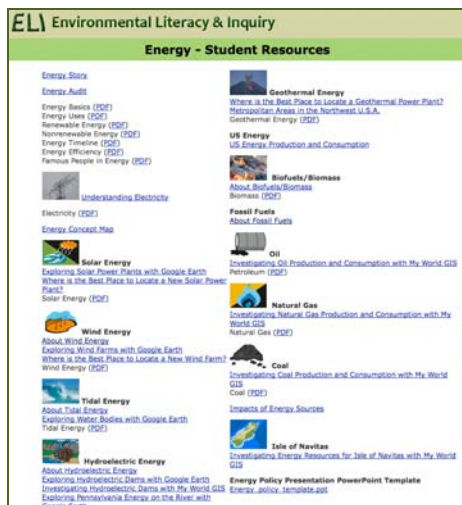 ELI Environmental Literacy & Inquiry
Energy - Student Resources
Energy Story
Energy Audit
Energy Basics (PDF)
Energy Uses (PDF)
Renewable Energy (PDF)
Nonrenewable Energy (PDF)
Energy Timeline (PDF)
Energy Efficiency (PDF)
Famous People in Energy (PDF)
Understanding Electricity
Electricity (PDF)
Energy Concept Map
Solar Energy
Exploring Solar Power Plants with Google Earth
Where is the Best Place to Locate a New Solar Power
Plant?
Solar Energy (PDF)
Wind Energy
About Wind Energy
Exploring Wind Farms with Google Earth
Where is the Best Place to Locate a New Wind Farm?
Wind Energy (PDF)
Tidal Energy
About Tidal Energy
Exploring Water Bodies with Google Earth
Tidal Energy (PDF)
Hydroelectric Energy
About Hydroelectric Energy
Exploring Hydroelectric Dams with Google Earth
Investigating Hydroelectric Dams with My World GIS
Exploring Pennsylvania Energy on the River with
Google Earth
Geothermal Energy
Where is the Best Place to Locate a Geothermal Power Plant?
Metropolitan Areas in the Northwest U.S.A.
Geothermal Energy (PDF)
US Energy
US Energy Production and Consumption
Biofuels/Biomass
About Biofuels/Biomass
Biomass (PDF)
Fossil Fuels
About Fossil Fuels
Oil
Investigating Oil Production and Consumption with My World GIS
Petroleum (PDF)
Natural Gas
Investigating Natural Gas Production and Consumption with My
World GIS
Natural Gas (PDF)
Coal
Investigating Coal Production and Consumption with My World
GIS
Coal (PDF)
Impacts of Energy Sources
Isle of Navitas
Investigating Energy Resources for Isle of Navitas with My World
GIS
Energy Policy Presentation PowerPoint Template
Energy_policy_template.ppt